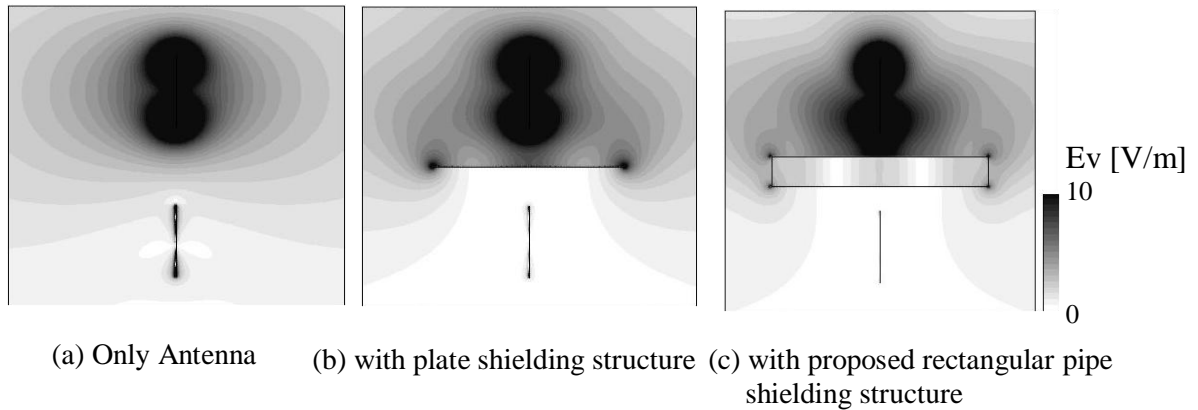 Ev [V/m]
10
0
(a) Only Antenna
(b) with plate shielding structure
(c) with proposed rectangular pipe
shielding structure